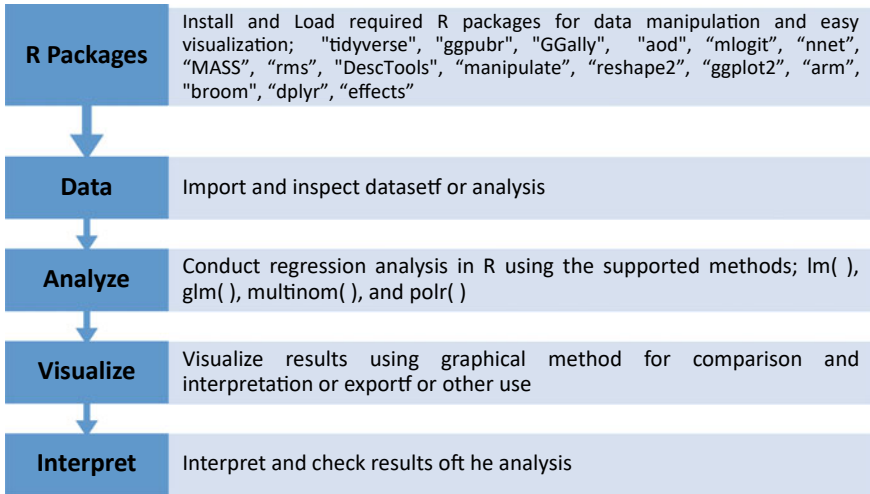 R Packages
Install and Load required R packages for data manipulation and easy
visualization; "tidyverse", "ggpubr", "GGally", "aod", “mlogit”, “nnet”,
“MASS”, “rms”, "DescTools", “manipulate”, “reshape2”, “ggplot2”, “arm”,
"broom", “dplyr”, “effects”
Data
Import and inspect datasetf or analysis
Analyze
Conduct regression analysis in R using the supported methods; lm( ),
glm( ), multinom( ), and polr( )
Visualize
Visualize results using graphical method for comparison and
interpretation or exportf or other use
Interpret
Interpret and check results oft he analysis